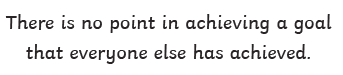 There is no point in achieving a goal
that everyone else has achieved.